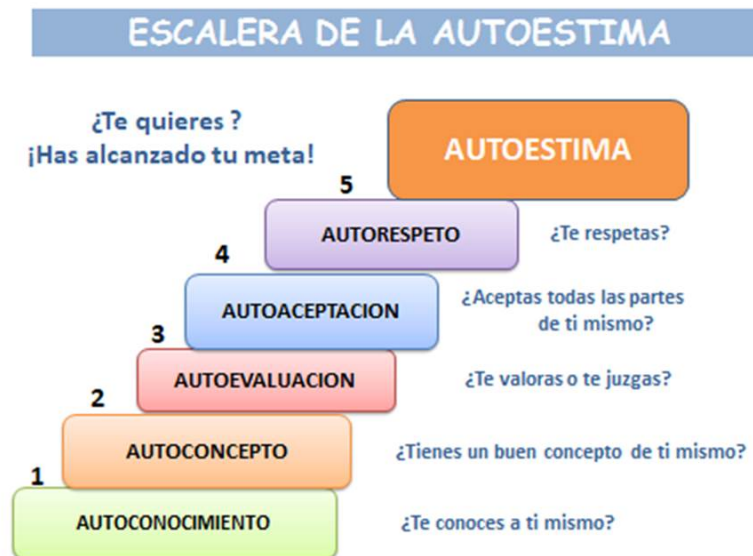 ESCALERA DE LA AUTOESTIMA
¿Te quieres ?
¡Has alcanzado tu meta!
AUTOESTIMA
5
AUTORESPETO
¿Te respetas?
4
AUTOACEPTACION
¿Aceptas todas las partes
de ti mismo?
3
AUTOEVALUACION
¿Te valoras o te juzgas?
2
AUTOCONCEPTO
¿Tienes un buen concepto de ti mismo?
1
AUTOCONOCIMIENTO
¿Te conoces a ti mismo?